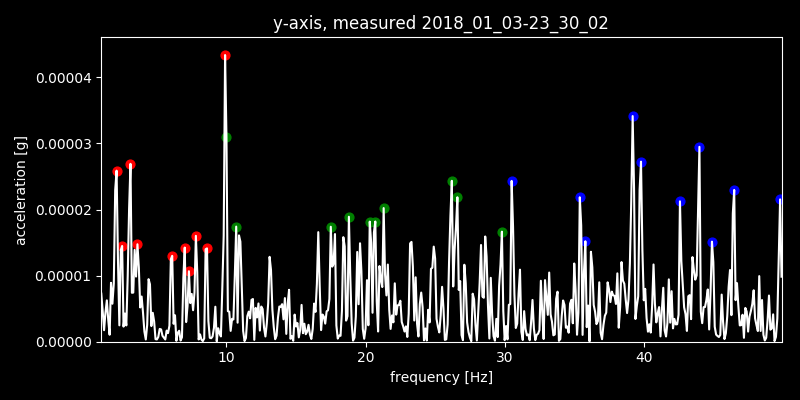 y-axis, measured 2018_01_03-23_30_02
acceleration [g]
0.00004
0.00003
0.00002
0.00001
0.00000
10 20 30 40
frequency [Hz]